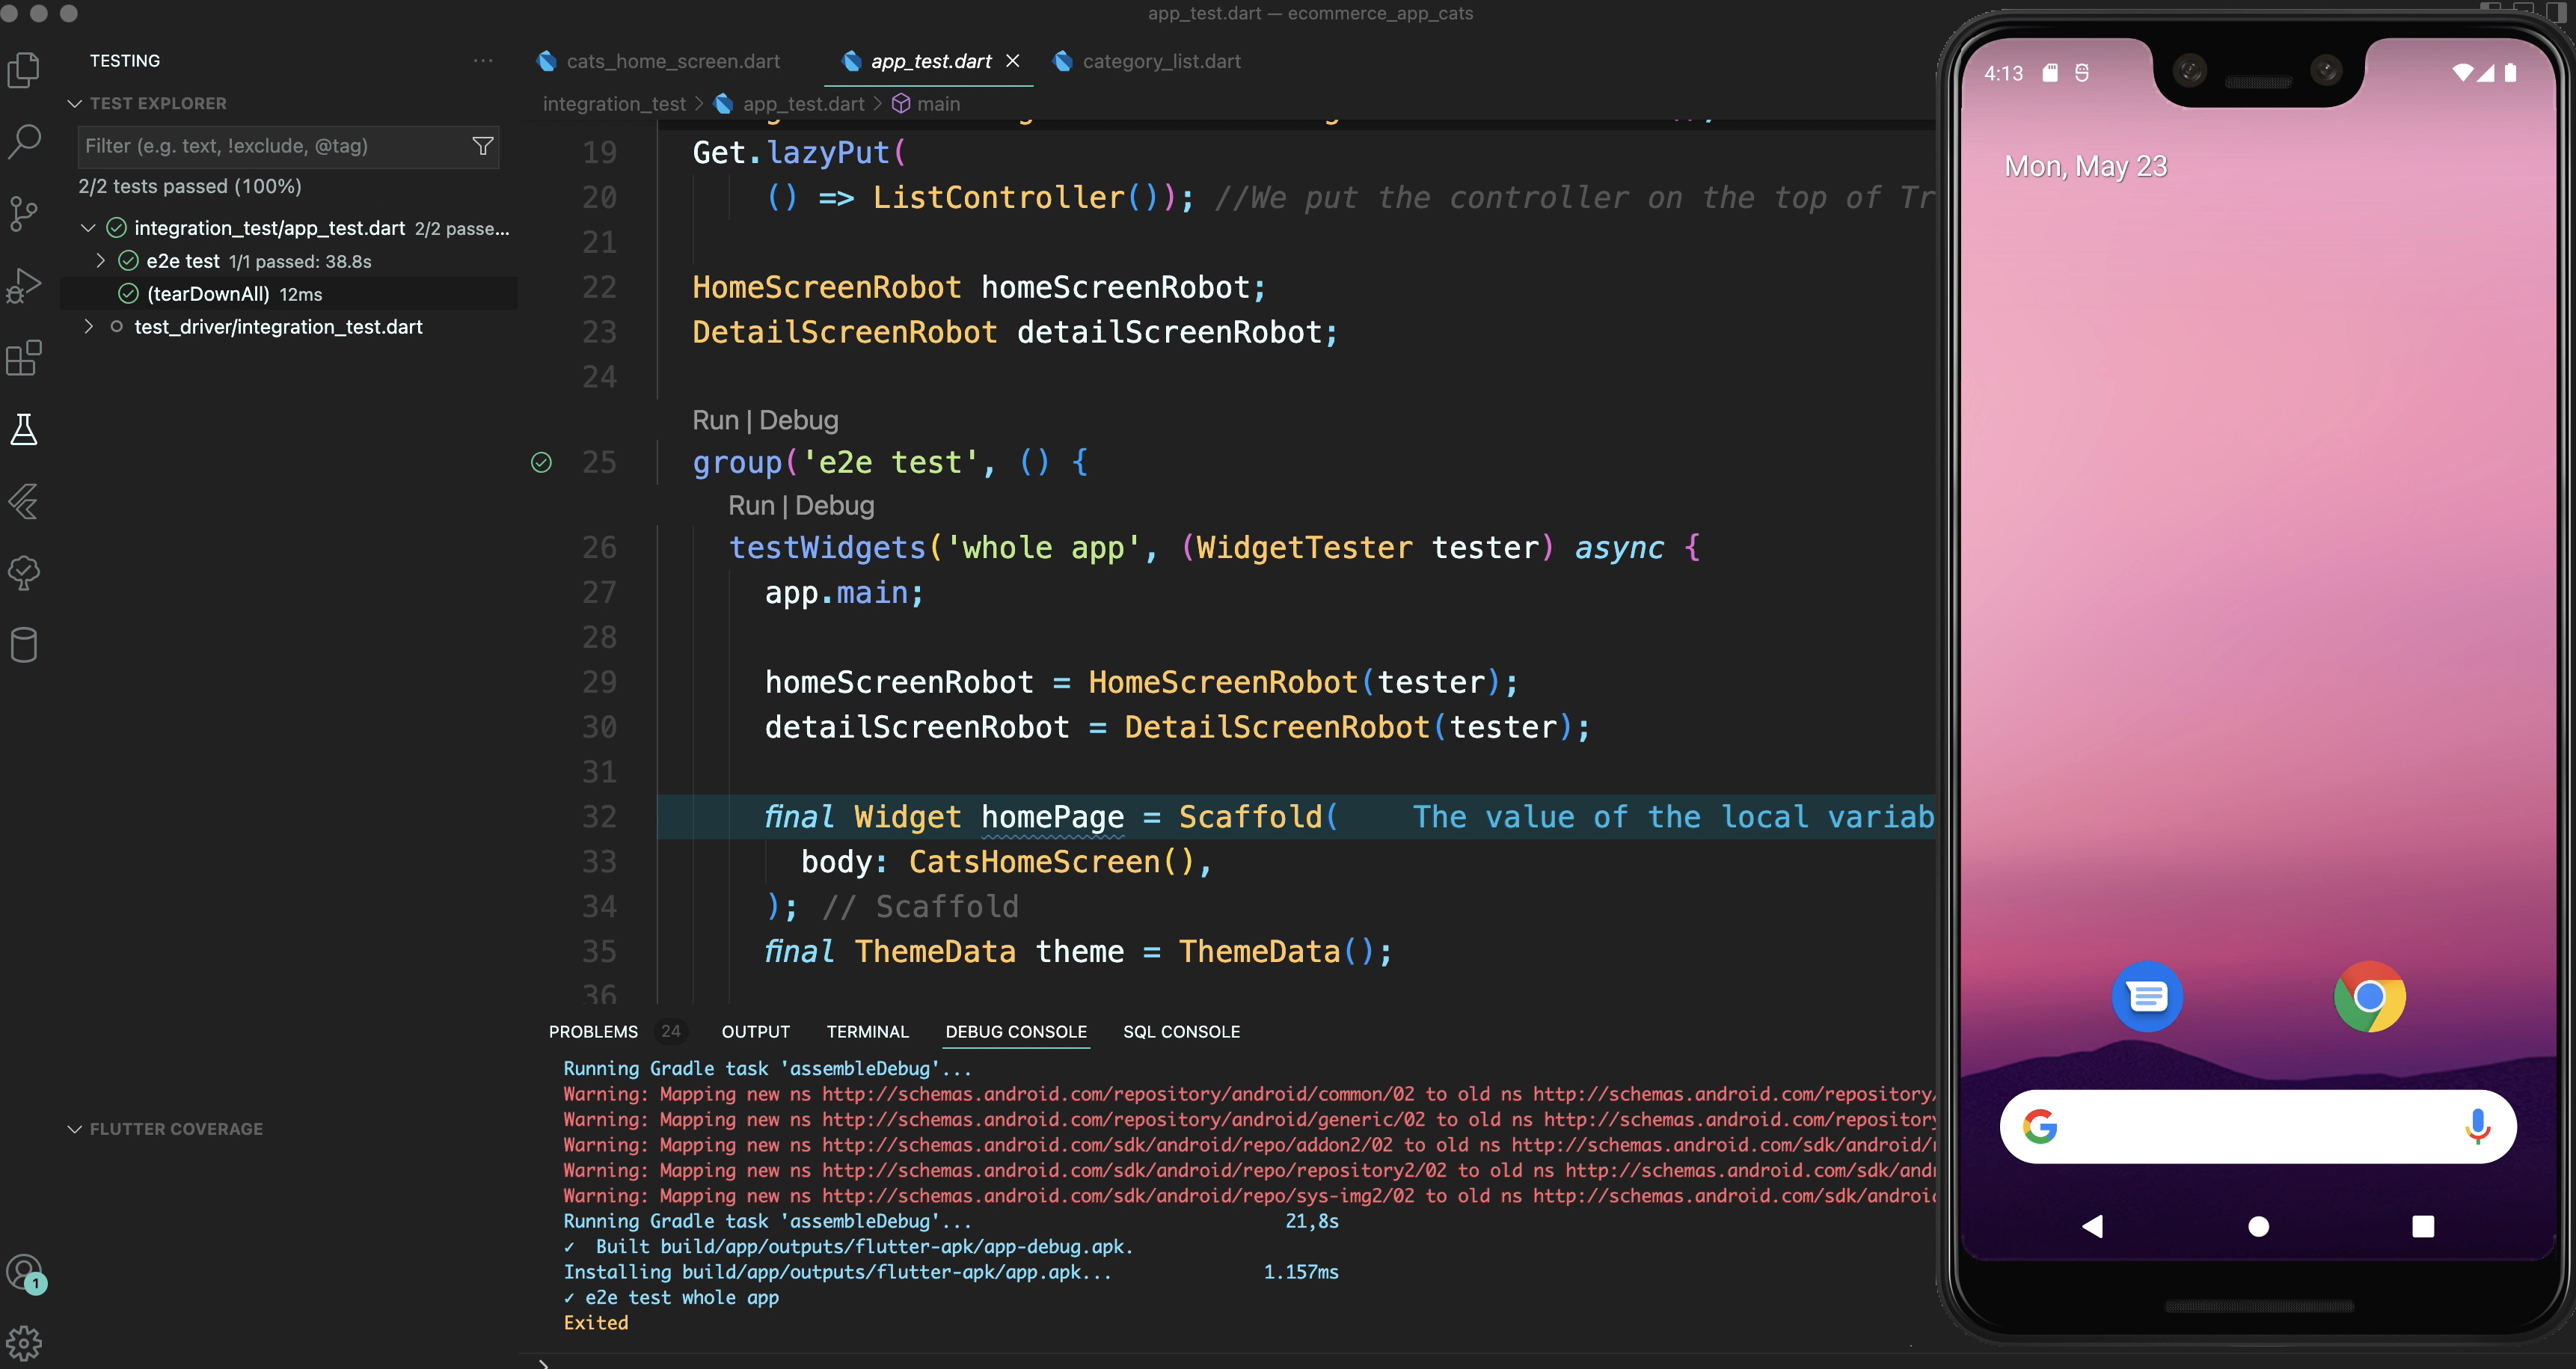 app_test.dart — ecommerce_app_cats
TESTING
TEST EXPLORER
Filter (e.g. text, !exclude, @tag)
2/2 tests passed (100%)
integration_test/app_test.dart 2/2 passe...
e2e test 1/1 passed: 38.8s
(tearDownAll) 12ms
test_driver/integration_test.dart
FLUTTER COVERAGE
1
cats_home_screen.dart
app_test.dart
category_list.dart
integration_test > app_test.dart > main
19 Get.lazyPut(
20 () => ListController()); //We put the controller on the top of Tr
21
22 HomeScreenRobot homeScreenRobot;
23 DetailScreenRobot detailScreenRobot;
24
Run | Debug
25 group('e2e test', () {
Run | Debug
26 testWidgets('whole app', (WidgetTester tester) async {
27 app.main;
28
29 homeScreenRobot = HomeScreenRobot(tester);
30 detailScreenRobot = DetailScreenRobot(tester);
31
32 final Widget homePage = Scaffold( The value of the local variab
33 body: CatsHomeScreen(),
34 ); // Scaffold
35 final ThemeData theme = ThemeData();
36
PROBLEMS 24 OUTPUT TERMINAL DEBUG CONSOLE SQL CONSOLE
Running Gradle task 'assembleDebug'...
Warning: Mapping new ns http://schemas.android.com/repository/android/common/02 to old ns http://schemas.android.com/repository/
Warning: Mapping new ns http://schemas.android.com/repository/android/generic/02 to old ns http://schemas.android.com/repository
Warning: Mapping new ns http://schemas.android.com/sdk/android/repo/addon2/02 to old ns http://schemas.android.com/sdk/android/
Warning: Mapping new ns http://schemas.android.com/sdk/android/repo/repository2/02 to old ns http://schemas.android.com/sdk/and
Warning: Mapping new ns http://schemas.android.com/sdk/android/repo/sys-img2/02 to old ns http://schemas.android.com/sdk/androi
Running Gradle task 'assembleDebug'... 21,8s
✓ Built build/app/outputs/flutter-apk/app-debug.apk.
Installing build/app/outputs/flutter-apk/app.apk... 1.157ms
✓ e2e test whole app
Exited
4:13
Mon, May 23